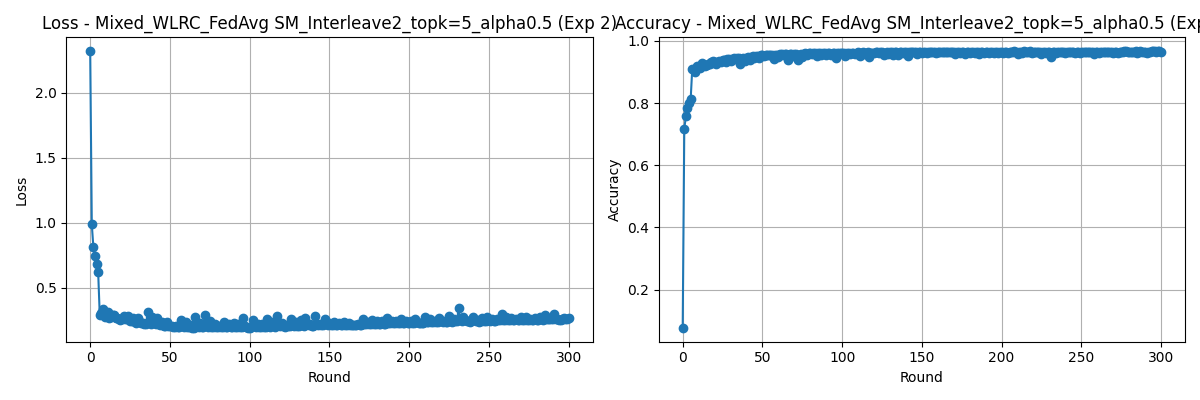 Loss - Mixed_WLRC_FedAvg SM_Interleave2_topk=5_alpha0.5 (Exp 2)
2.0
1.5
1.0
0.5
Loss
0 50 100 150 200 250 300
Round
Accuracy - Mixed_WLRC_FedAvg SM_Interleave2_topk=5_alpha0.5 (Exp
1.0
0.8
0.6
0.4
0.2
Accuracy
0 50 100 150 200 250 300
Round